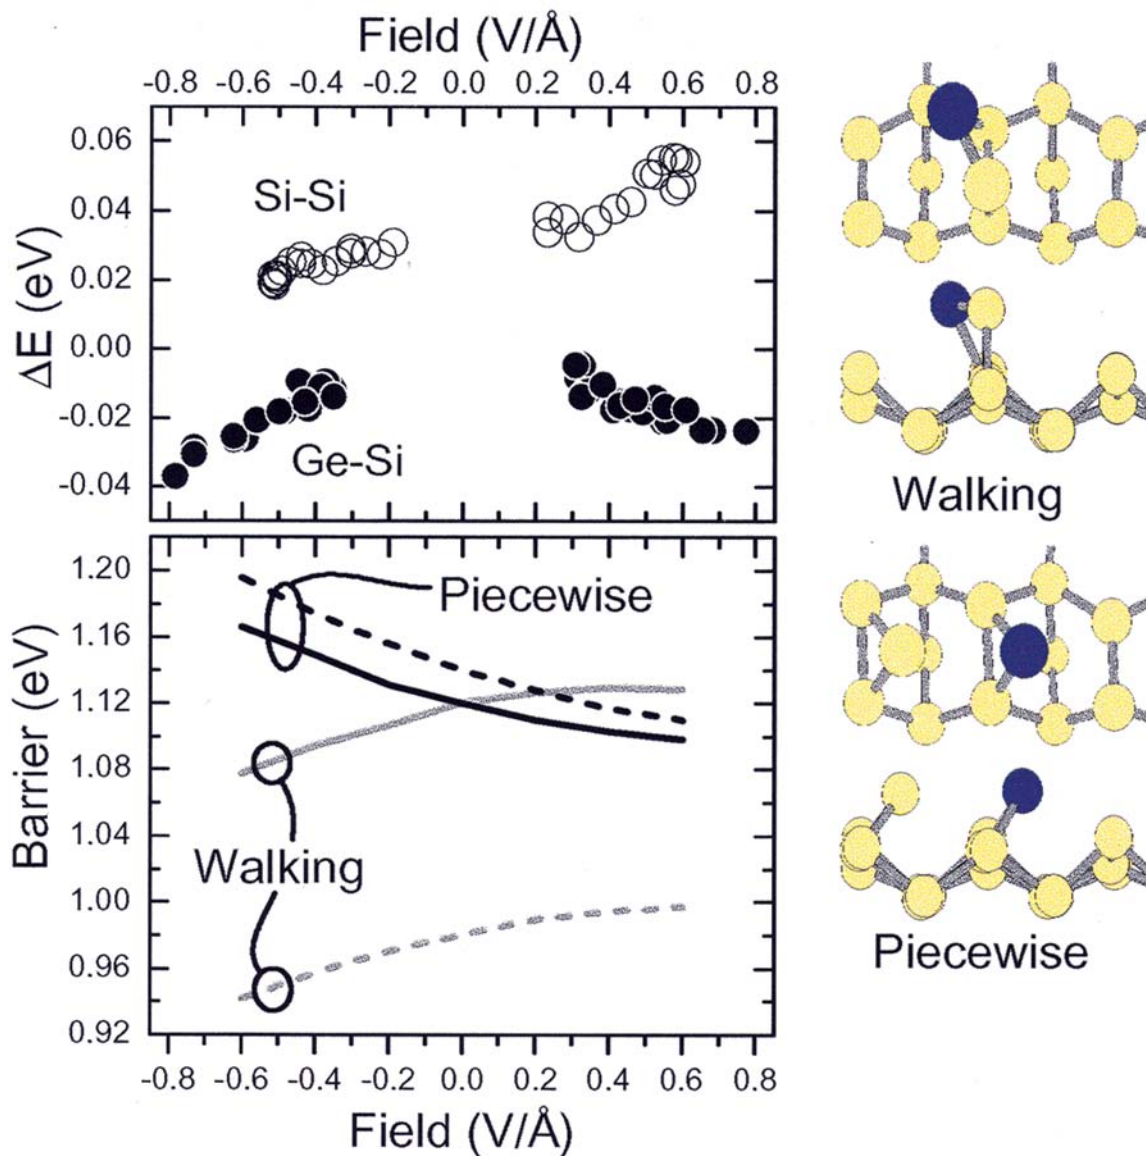 Field (V/Å)
-0.8 -0.6 -0.4 -0.2 0.0 0.2 0.4 0.6 0.8
0.06
0.04
0.02
0.00
-0.02
-0.04
ΔE (eV)
Si-Si
Ge-Si
Walking
1.20
1.16
1.12
1.08
1.04
1.00
0.96
0.92
Barrier (eV)
Piecewise
Walking
Piecewise
-0.8 -0.6 -0.4 -0.2 0.0 0.2 0.4 0.6 0.8
Field (V/Å)